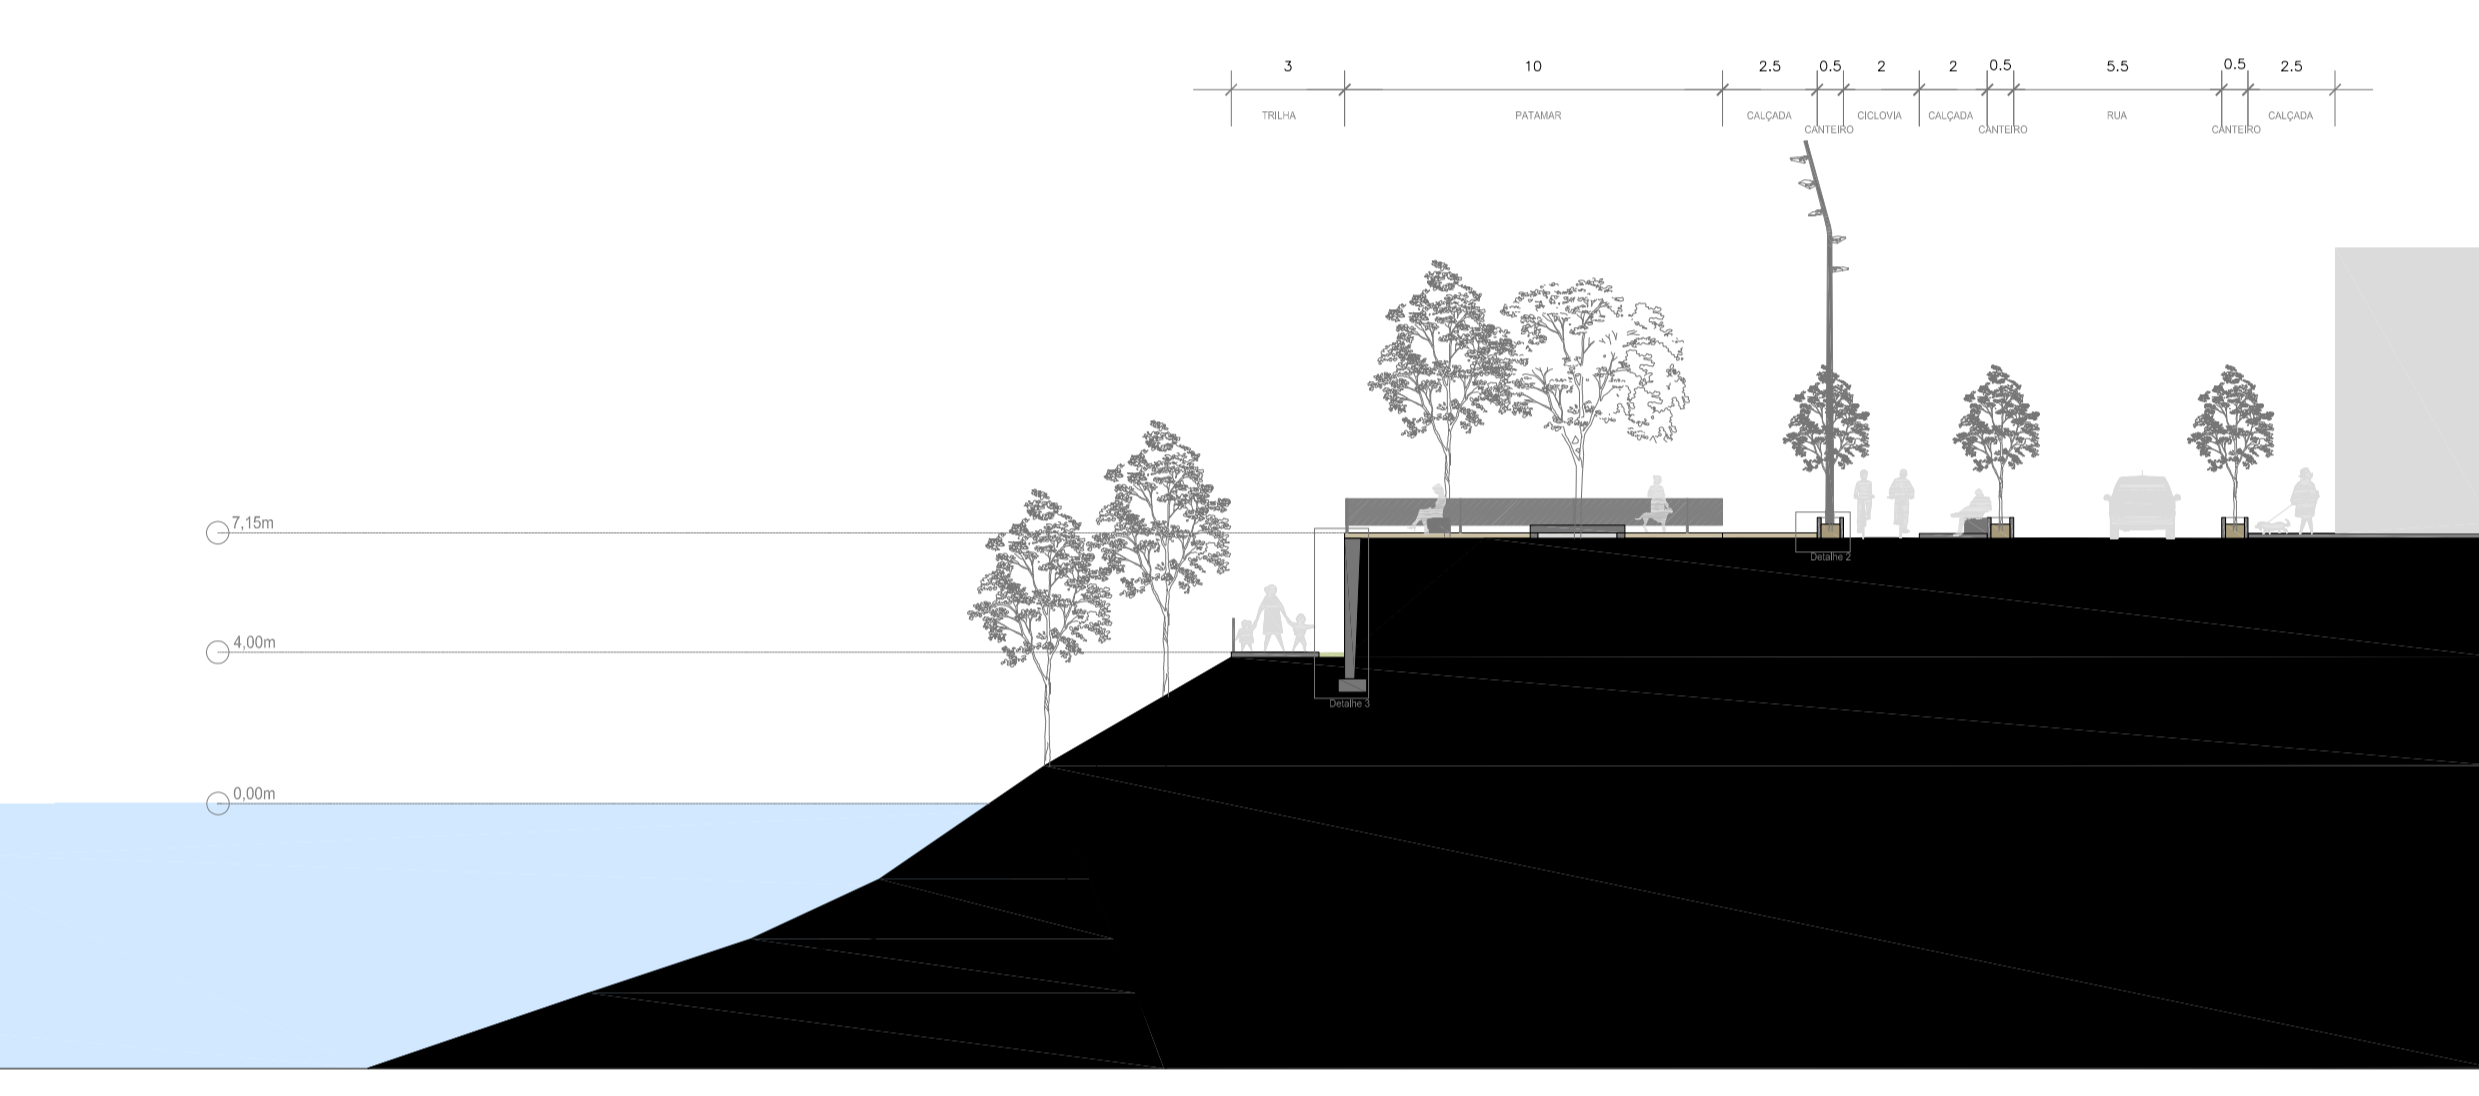 3 10 2.5 0.5 2 2 0.5 5.5 0.5 2.5
TRILHA PATAMAR CALÇADA CICLOVIA CALÇADA RUA CALÇADA
CANTEIRO CANTEIRO CANTEIRO
7,15m
Detalhe 2
4,00m
Detalhe 3
0,00m